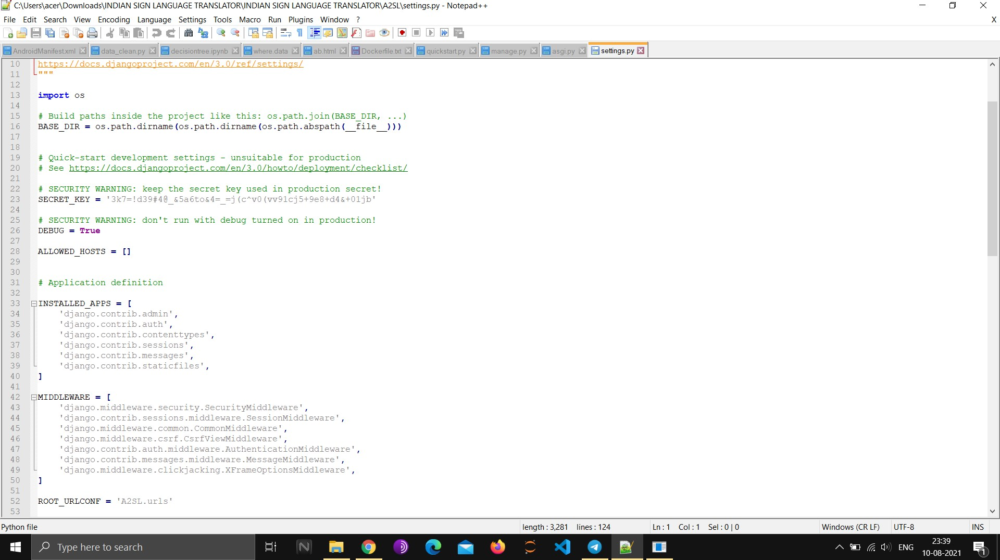 C:\Users\acer\Downloads\INDIAN SIGN LANGUAGE TRANSLATOR\INDIAN SIGN LANGUAGE TRANSLATOR\A2SL\settings.py - Notepad++
File Edit Search View Encoding Language Settings Tools Macro Run Plugins Window ? X
AndroidManifest.xml data_clean.py decisiontree.ipynb where.data ab.html Dockerfile.txt quickstart.py manage.py asgi.py settings.py
10 https://docs.djangoproject.com/en/3.0/ref/settings/
11 """
12
13 import os
14
15 # Build paths inside the project like this: os.path.join(BASE_DIR, ...)
16 BASE_DIR = os.path.dirname(os.path.dirname(os.path.abspath(__file__)))
17
18
19 # Quick-start development settings - unsuitable for production
20 # See https://docs.djangoproject.com/en/3.0/howto/deployment/checklist/
21
22 # SECURITY WARNING: keep the secret key used in production secret!
23 SECRET_KEY = '3k7=!d39#4@_&5a6to&4=_=j(c^v0(vv91cj5+9e8+d4&+01jb'
24
25 # SECURITY WARNING: don't run with debug turned on in production!
26 DEBUG = True
27
28 ALLOWED_HOSTS = []
29
30
31 # Application definition
32
33 INSTALLED_APPS = [
34 'django.contrib.admin',
35 'django.contrib.auth',
36 'django.contrib.contenttypes',
37 'django.contrib.sessions',
38 'django.contrib.messages',
39 'django.contrib.staticfiles',
40 ]
41
42 MIDDLEWARE = [
43 'django.middleware.security.SecurityMiddleware',
44 'django.contrib.sessions.middleware.SessionMiddleware',
45 'django.middleware.common.CommonMiddleware',
46 'django.middleware.csrf.CsrfViewMiddleware',
47 'django.contrib.auth.middleware.AuthenticationMiddleware',
48 'django.contrib.messages.middleware.MessageMiddleware',
49 'django.middleware.clickjacking.XFrameOptionsMiddleware',
50 ]
51
52 ROOT_URLCONF = 'A2SL.urls'
53
Python file length : 3,281 lines : 124 Ln : 1 Col : 1 Sel : 0 | 0 Windows (CR LF) UTF-8 INS
Type here to search ENG 23:39
10-08-2021 1